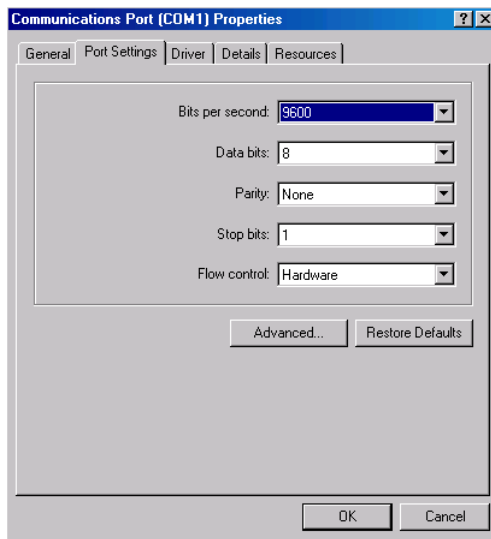 Communications Port (COM1) Properties
General Port Settings Driver Details Resources
Bits per second: 9600
Data bits: 8
Parity: None
Stop bits: 1
Flow control: Hardware
Advanced... Restore Defaults
OK Cancel